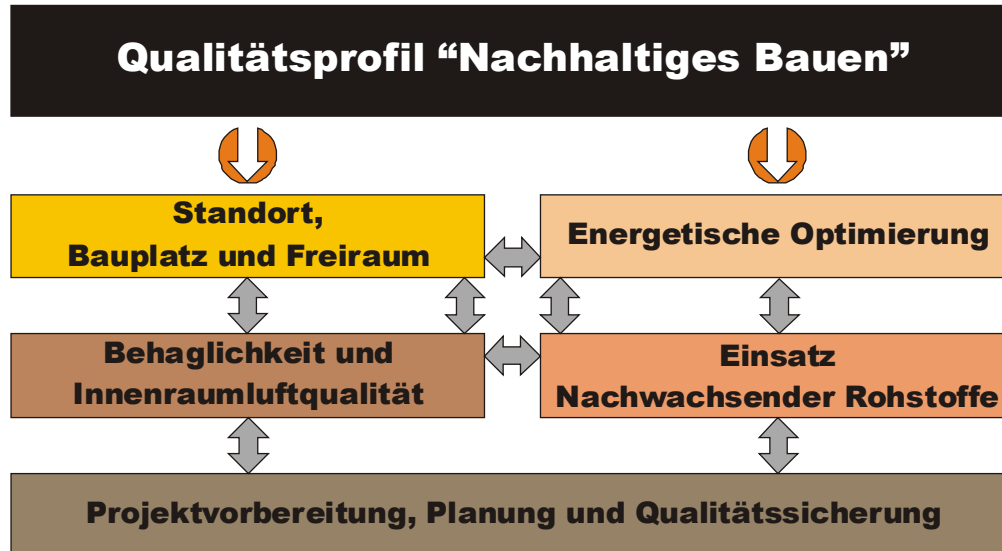 Qualitätsprofil “Nachhaltiges Bauen”
Standort,
Bauplatz und Freiraum
Energetische Optimierung
Behaglichkeit und
Innenraumluftqualität
Einsatz
Nachwachsender Rohstoffe
Projektvorbereitung, Planung und Qualitätssicherung